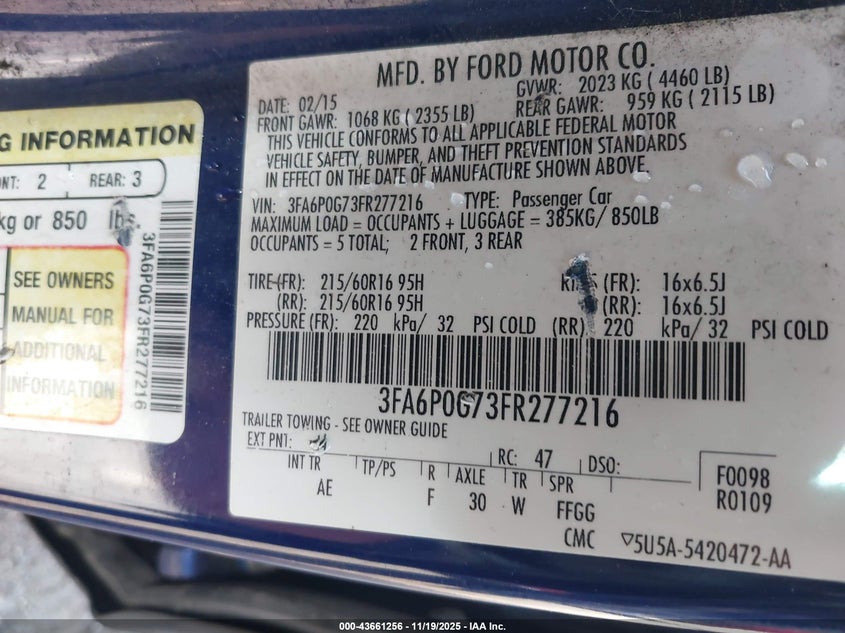 G INFORMATION
NT: 2 REAR: 3
kg or 850 lbs.
SEE OWNERS
MANUAL FOR
ADDITIONAL
INFORMATION
3FA6P0G73FR277216
MFD. BY FORD MOTOR CO.
DATE: 02/15 GVWR: 2023 KG ( 4460 LB)
FRONT GAWR: 1068 KG ( 2355 LB) REAR GAWR: 959 KG ( 2115 LB)
THIS VEHICLE CONFORMS TO ALL APPLICABLE FEDERAL MOTOR
VEHICLE SAFETY, BUMPER, AND THEFT PREVENTION STANDARDS
IN EFFECT ON THE DATE OF MANUFACTURE SHOWN ABOVE.
VIN: 3FA6P0G73FR277216 TYPE: Passenger Car
MAXIMUM LOAD = OCCUPANTS + LUGGAGE = 385KG/ 850LB
OCCUPANTS = 5 TOTAL; 2 FRONT, 3 REAR
TIRE(FR): 215/60R16 95H (FR): 16x6.5J
(RR): 215/60R16 95H (RR): 16x6.5J
PRESSURE (FR): 220 kPa/ 32 PSI COLD (RR) 220 kPa/ 32 PSI COLD
3FA6P0G73FR277216
TRAILER TOWING - SEE OWNER GUIDE
EXT PNT: RC: 47 DSO:
INT TR TP/PS R AXLE TR SPR
AE F 30 W FFGG
CMC
F0098
R0109
▽5U5A-5420472-AA
000-43661256 - 11/19/2025 - IAA Inc.